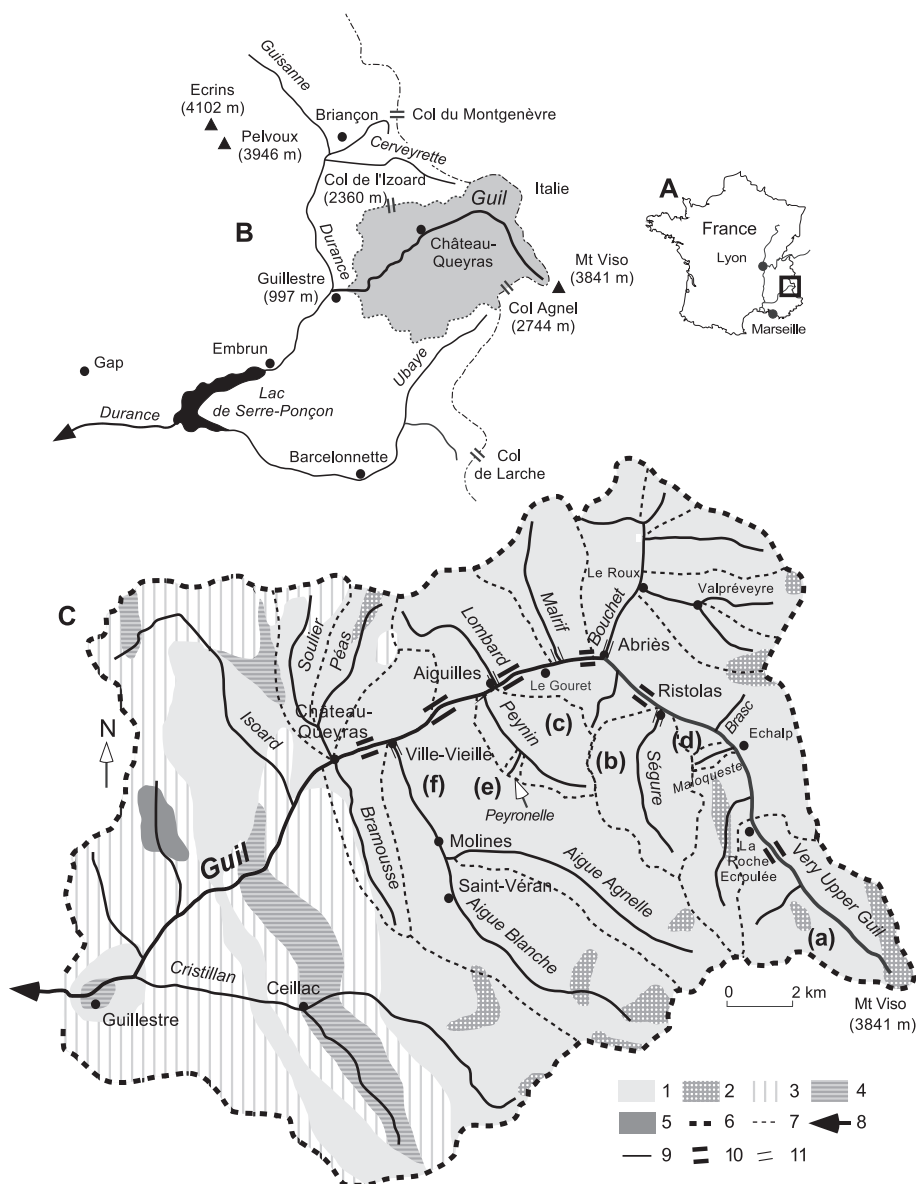 Guisanne
Ecrins
(4102 m)
Pelvoux
(3946 m)
Briançon
Col du Montgenèvre
Cerveyrette
Col de l'Izoard
(2360 m)
Guil
Italie
B
Durance
Château-
Queyras
Guillestre
(997 m)
Mt Viso
(3841 m)
Col Agnel
(2744 m)
Embrun
Ubaye
Gap
Lac
de Serre-Ponçon
Durance
Barcelonnette
Col
de Larche
A
France
Lyon
Marseille
C
Le Roux
Valpréveyre
Bouchet
Malrif
Lombard
Soulier
Peas
Abriès
Aiguilles
Le Gouret
Ristolas
N
Isoard
Château-
Queyras
Peynin
(c)
(b)
(d)
Brasc
Echalp
Ville-Vieille
(f)
(e)
Ségure
Maloqueste
Peyronelle
Bramousse
Guil
Molines
La
Roche
Ecroulée
Very Upper Guil
Saint-Véran
Aigue Agnelle
Aigue Blanche
(a)
Cristillan
Ceillac
Guillestre
0 2 km
Mt Viso
(3841 m)
1 2 3 4
5 6 7 8
9 10 11